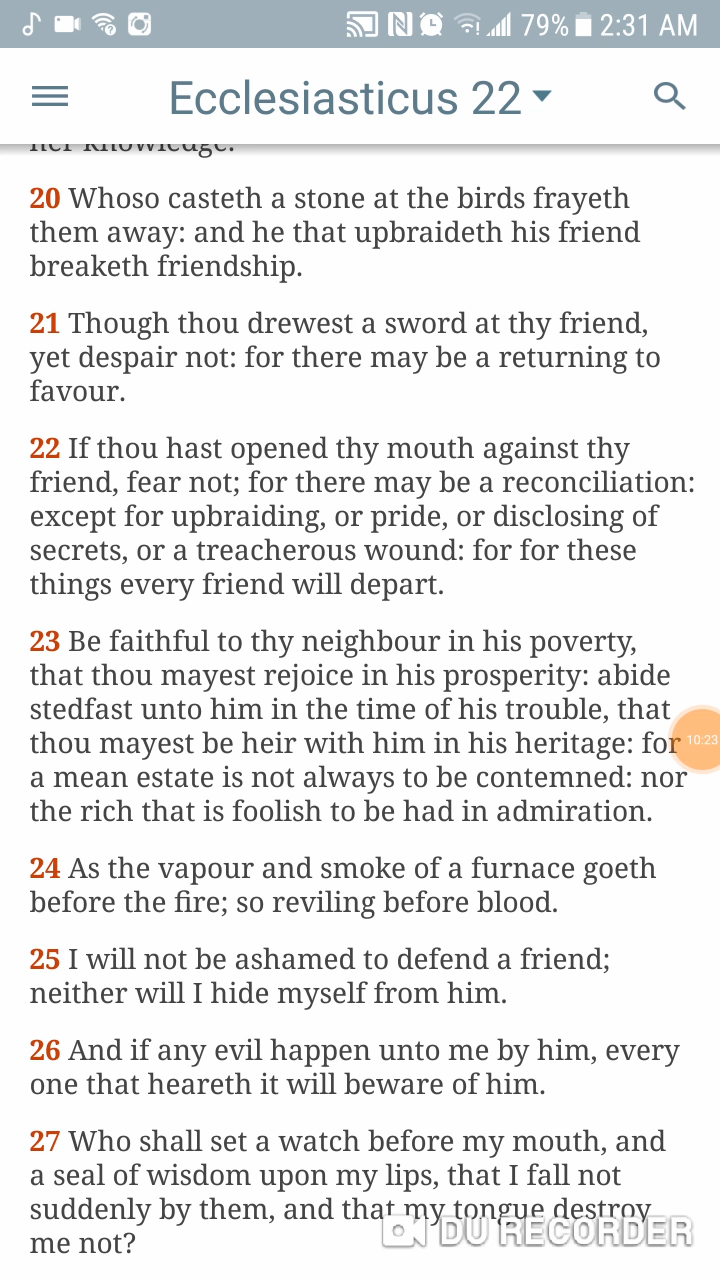 79% 2:31 AM
Ecclesiasticus 22
her knowledge.
20 Whoso casteth a stone at the birds frayeth
them away: and he that upbraideth his friend
breaketh friendship.
21 Though thou drewest a sword at thy friend,
yet despair not: for there may be a returning to
favour.
22 If thou hast opened thy mouth against thy
friend, fear not; for there may be a reconciliation:
except for upbraiding, or pride, or disclosing of
secrets, or a treacherous wound: for for these
things every friend will depart.
23 Be faithful to thy neighbour in his poverty,
that thou mayest rejoice in his prosperity: abide
stedfast unto him in the time of his trouble, that
thou mayest be heir with him in his heritage: for
10:23
a mean estate is not always to be contemned: nor
the rich that is foolish to be had in admiration.
24 As the vapour and smoke of a furnace goeth
before the fire; so reviling before blood.
25 I will not be ashamed to defend a friend;
neither will I hide myself from him.
26 And if any evil happen unto me by him, every
one that heareth it will beware of him.
27 Who shall set a watch before my mouth, and
a seal of wisdom upon my lips, that I fall not
suddenly by them, and that my tongue destroy
me not?
DU RECORDER